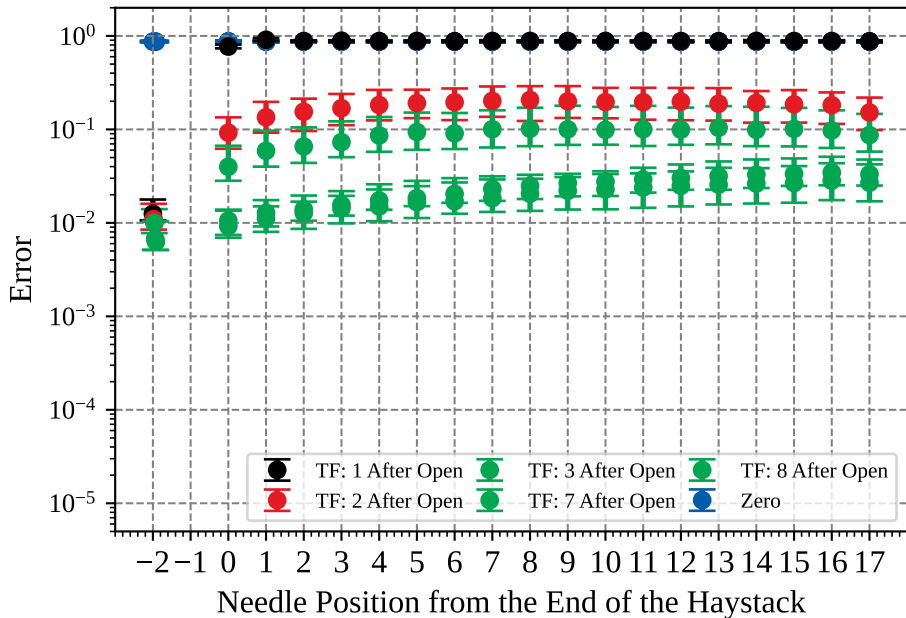 10⁰
10⁻¹
10⁻²
10⁻³
10⁻⁴
10⁻⁵
Error
TF: 1 After Open TF: 3 After Open TF: 8 After Open
TF: 2 After Open TF: 7 After Open Zero
−2 −1 0 1 2 3 4 5 6 7 8 9 10 11 12 13 14 15 16 17
Needle Position from the End of the Haystack